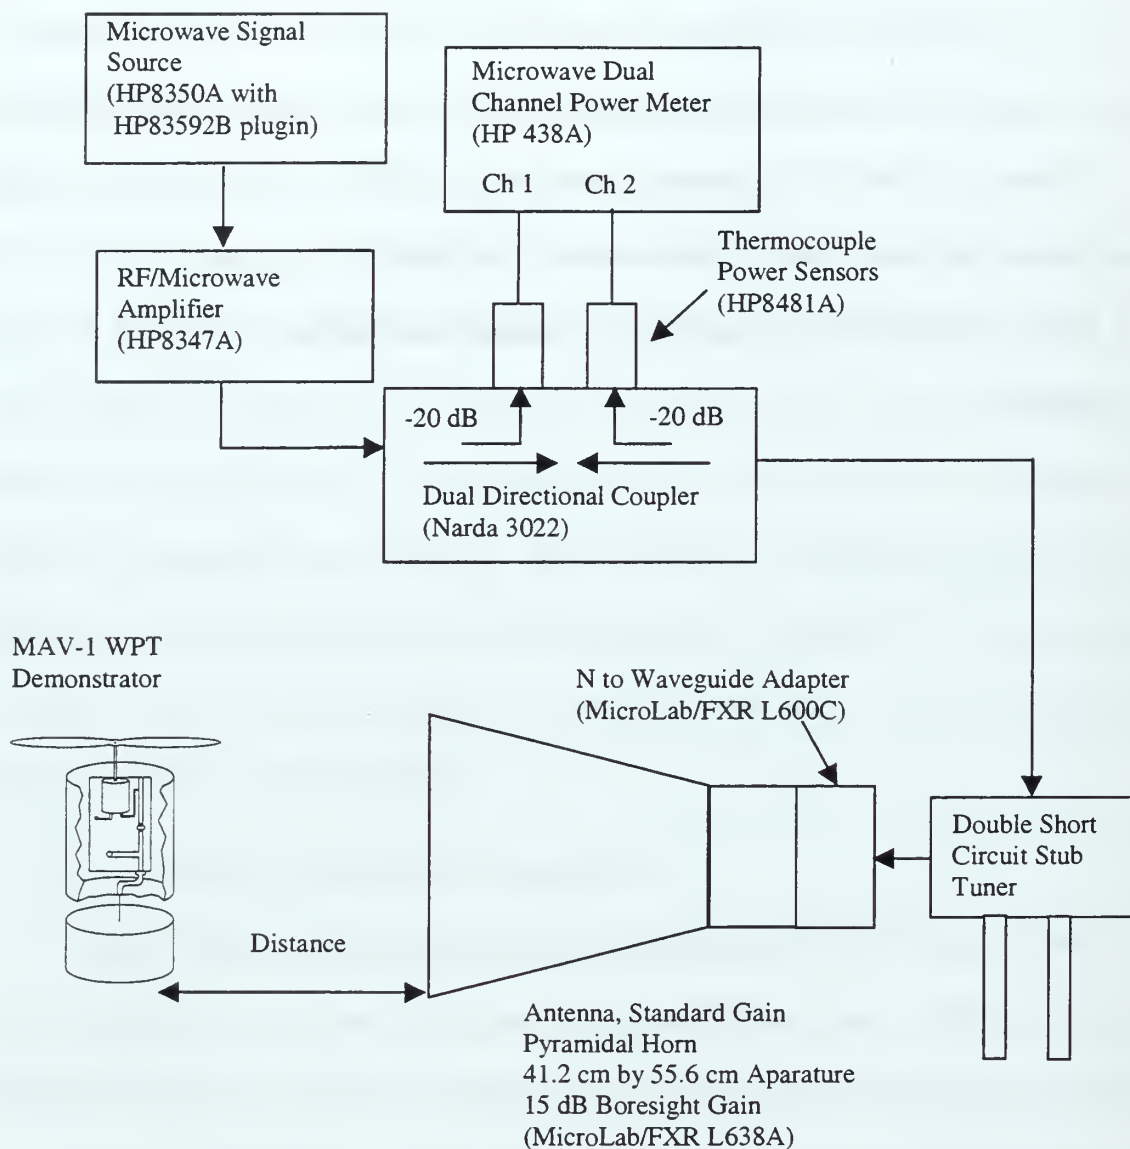 Microwave Signal
Source
(HP8350A with
HP83592B plugin)
Microwave Dual
Channel Power Meter
(HP 438A)
Ch 1
Ch 2
Thermocouple
Power Sensors
(HP8481A)
RF/Microwave
Amplifier
(HP8347A)
-20 dB
-20 dB
Dual Directional Coupler
(Narda 3022)
MAV-1 WPT
Demonstrator
N to Waveguide Adapter
(MicroLab/FXR L600C)
Double Short
Circuit Stub
Tuner
Distance
Antenna, Standard Gain
Pyramidal Horn
41.2 cm by 55.6 cm Aparature
15 dB Boresight Gain
(MicroLab/FXR L638A)